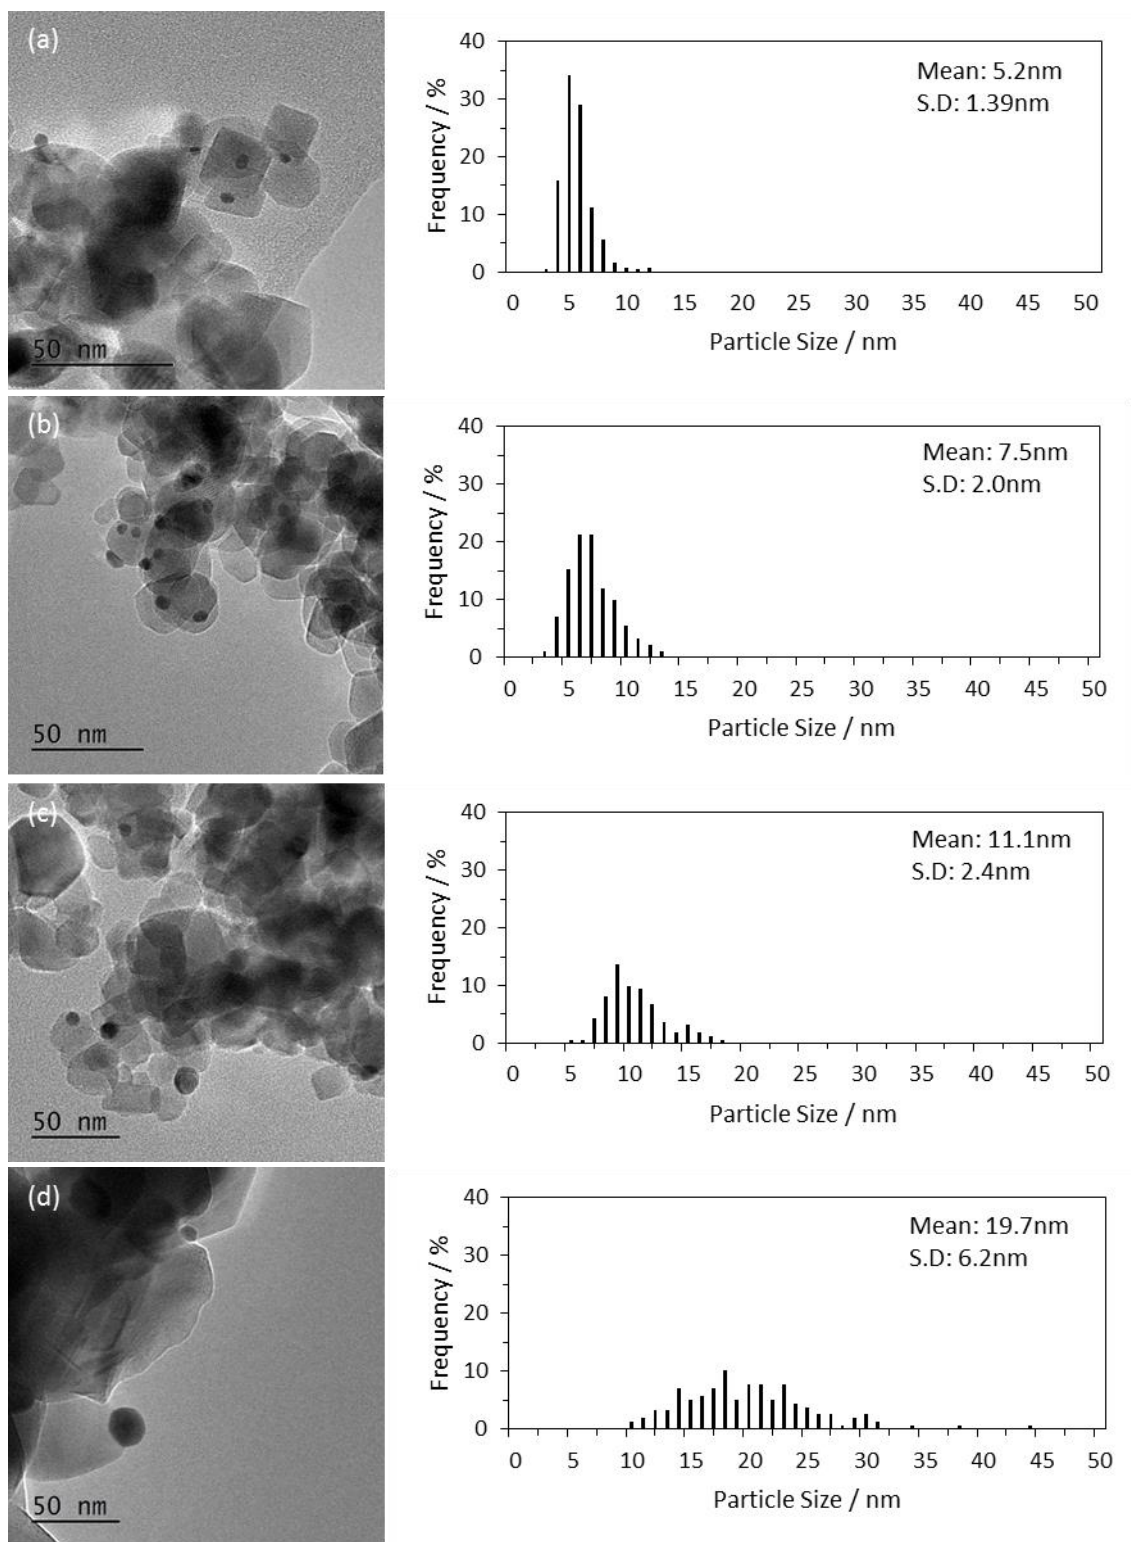 (a)
50 nm
40
30
20
10
0
Frequency / %
Mean: 5.2nm
S.D: 1.39nm
0 5 10 15 20 25 30 35 40 45 50
Particle Size / nm
(b)
50 nm
40
30
20
10
0
Frequency / %
Mean: 7.5nm
S.D: 2.0nm
0 5 10 15 20 25 30 35 40 45 50
Particle Size / nm
(c)
50 nm
40
30
20
10
0
Frequency / %
Mean: 11.1nm
S.D: 2.4nm
0 5 10 15 20 25 30 35 40 45 50
Particle Size / nm
(d)
50 nm
40
30
20
10
0
Frequency / %
Mean: 19.7nm
S.D: 6.2nm
0 5 10 15 20 25 30 35 40 45 50
Particle Size / nm